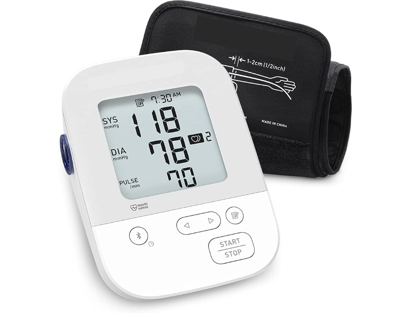 1-2cm (1/2inch)
MADE IN CHINA
7:30 AM
SYS
mmHg
118
DIA
mmHg
78
2
PULSE
/min
70
START
STOP